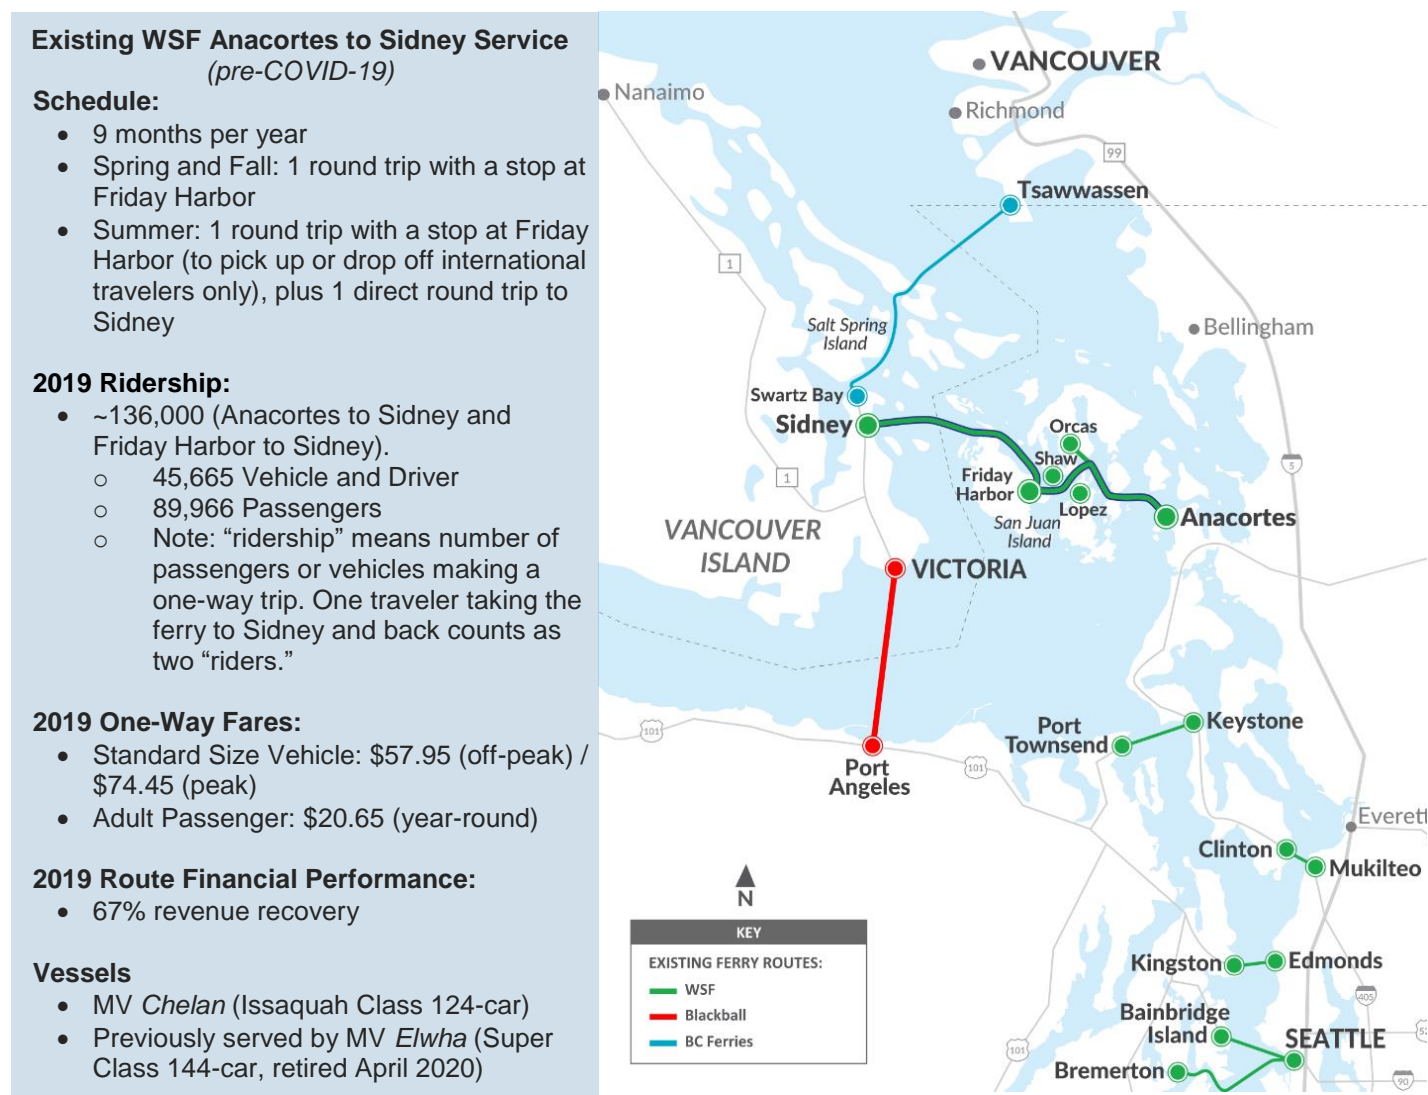 Existing WSF Anacortes to Sidney Service
(pre-COVID-19)
Schedule:
• 9 months per year
• Spring and Fall: 1 round trip with a stop at
Friday Harbor
• Summer: 1 round trip with a stop at Friday
Harbor (to pick up or drop off international
travelers only), plus 1 direct round trip to
Sidney
2019 Ridership:
• ~136,000 (Anacortes to Sidney and
Friday Harbor to Sidney).
o 45,665 Vehicle and Driver
o 89,966 Passengers
o Note: “ridership” means number of
passengers or vehicles making a
one-way trip. One traveler taking the
ferry to Sidney and back counts as
two “riders.”
2019 One-Way Fares:
• Standard Size Vehicle: $57.95 (off-peak) /
$74.45 (peak)
• Adult Passenger: $20.65 (year-round)
2019 Route Financial Performance:
• 67% revenue recovery
Vessels
• MV Chelan (Issaquah Class 124-car)
• Previously served by MV Elwha (Super
Class 144-car, retired April 2020)
VANCOUVER
Nanaimo
Richmond
99
Tsawwassen
1
Salt Spring
Island
Bellingham
Swartz Bay
Sidney
Orcas
Shaw
Friday
Harbor
Lopez
5
1
San Juan
Island
Anacortes
VANCOUVER
ISLAND
VICTORIA
101
Port
Townsend
Keystone
Port
Angeles
101
Everett
Clinton
Mukilteo
N
KEY
EXISTING FERRY ROUTES:
WSF
Blackball
BC Ferries
Kingston
Edmonds
405
Bainbridge
Island
SEATTLE
52
101
Bremerton
90